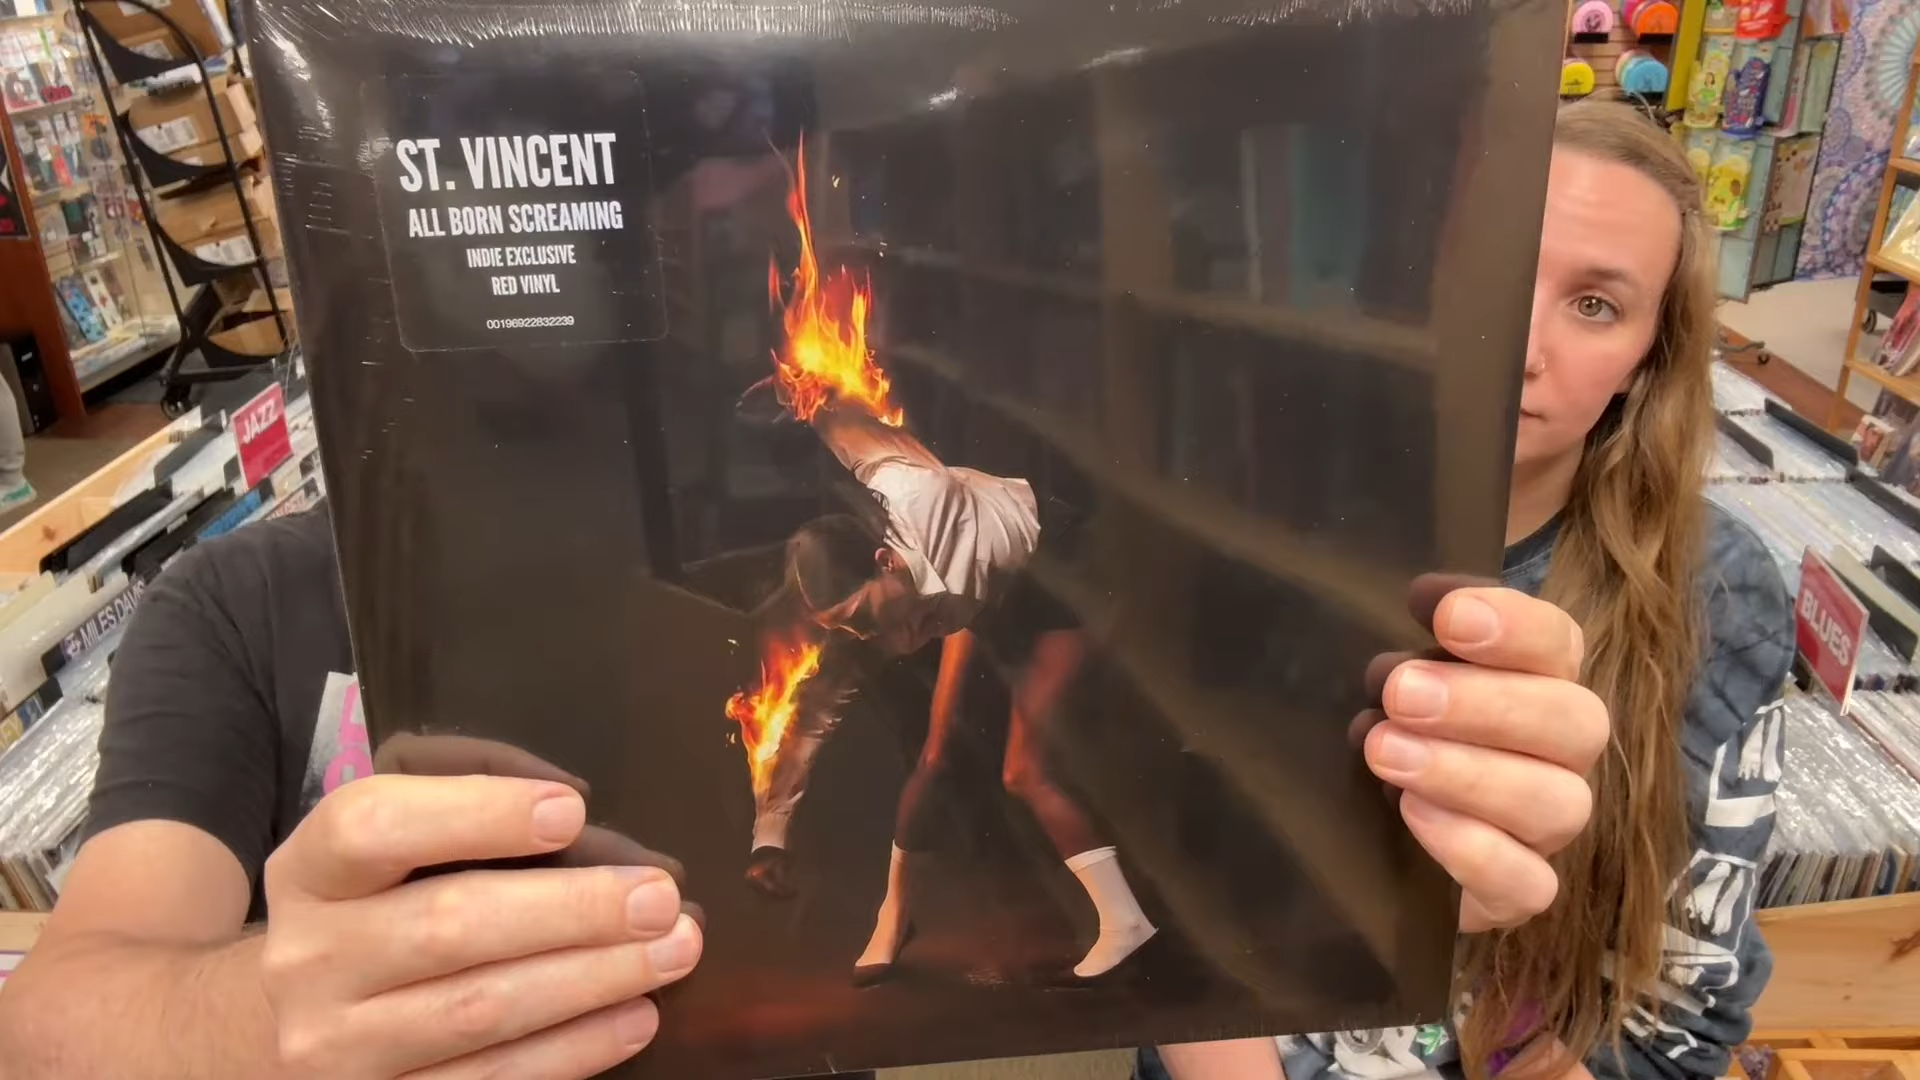 ST. VINCENT
ALL BORN SCREAMING
INDIE EXCLUSIVE
RED VINYL
00196922832239
JAZZ
MILES DAVIS
BLUES